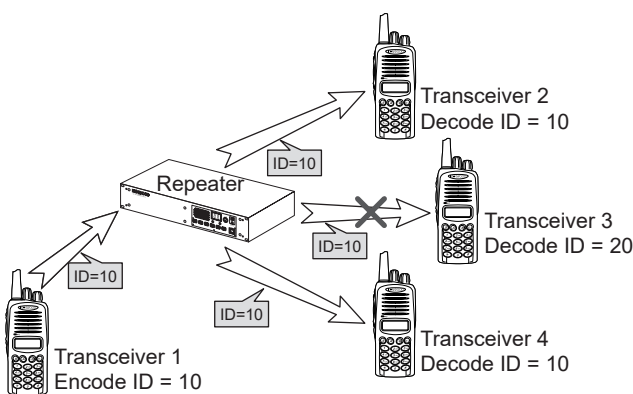 Transceiver 2
Decode ID = 10
ID=10
Repeater
Transceiver 3
Decode ID = 20
ID=10
ID=10
ID=10
Transceiver 4
Decode ID = 10
Transceiver 1
Encode ID = 10